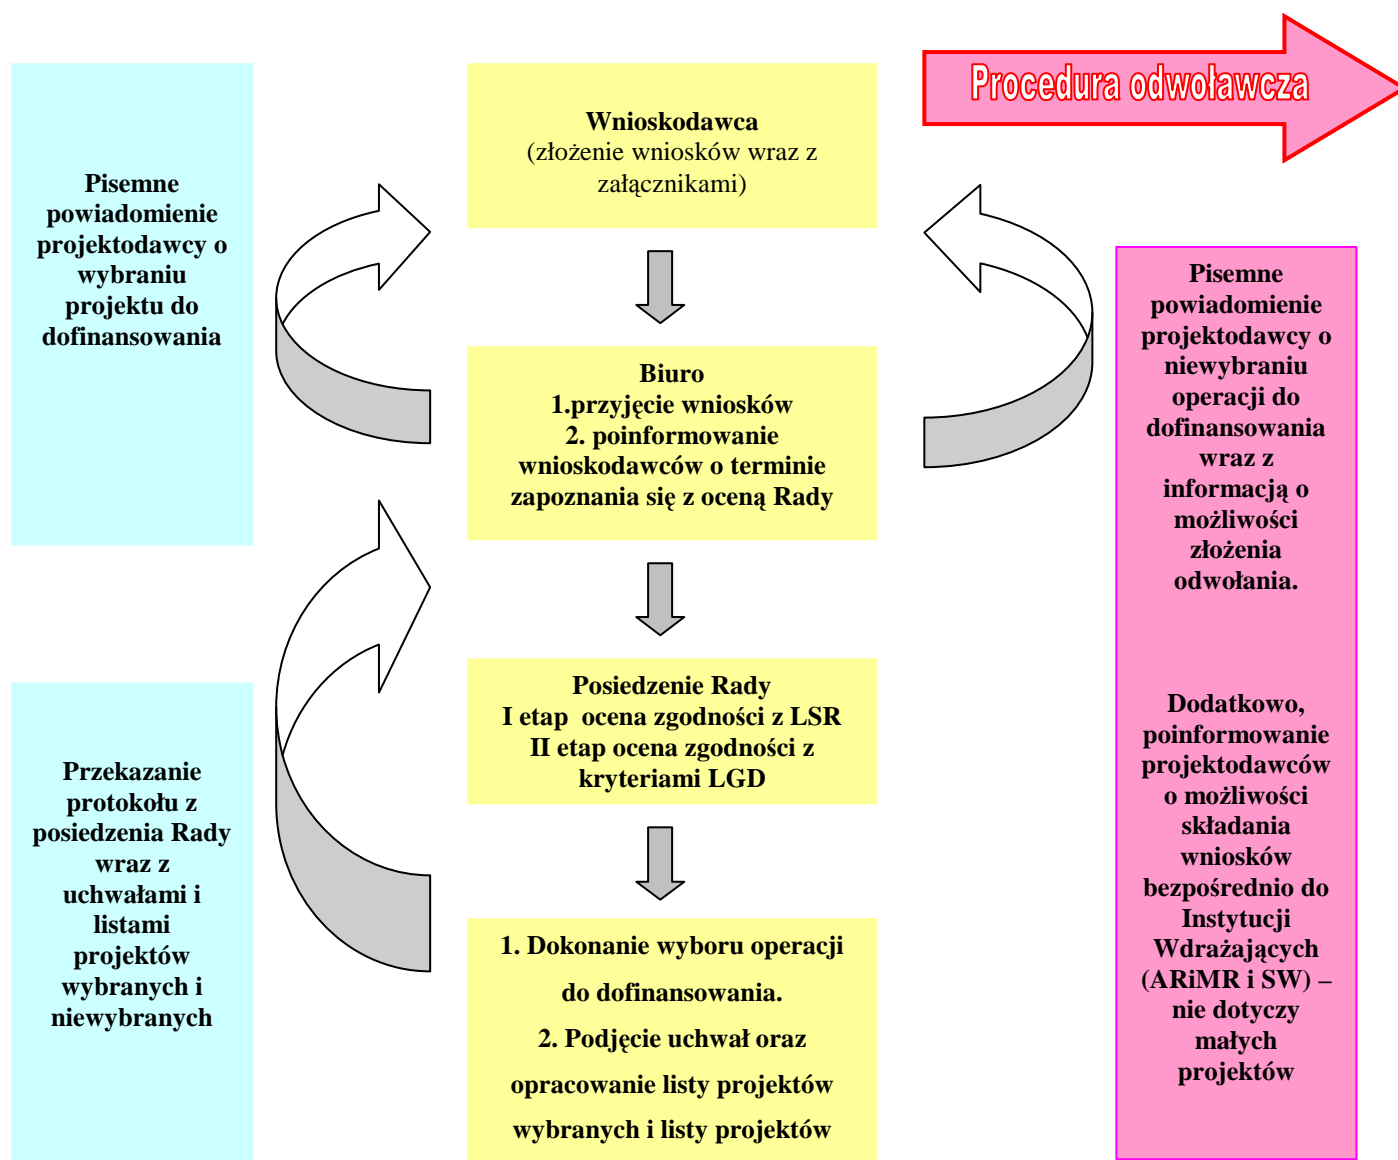 Procedura odwoławcza
Wnioskodawca
(złożenie wniosków wraz z
załącznikami)
Pisemne
powiadomienie
projektodawcy o
wybraniu
projektu do
dofinansowania
Biuro
1.przyjęcie wniosków
2. poinformowanie
wnioskodawców o terminie
zapoznania się z oceną Rady
Pisemne
powiadomienie
projektodawcy o
niewybraniu
operacji do
dofinansowania
wraz z
informacją o
możliwości
złożenia
odwołania.
Dodatkowo,
poinformowanie
projektodawców
o możliwości
składania
wniosków
bezpośrednio do
Instytucji
Wdrażających
(ARiMR i SW) –
nie dotyczy
małych
projektów
Posiedzenie Rady
I etap  ocena zgodności z LSR
II etap ocena zgodności z
kryteriami LGD
Przekazanie
protokołu z
posiedzenia Rady
wraz z
uchwałami i
listami
projektów
wybranych i
niewybranych
1. Dokonanie wyboru operacji
do dofinansowania.
2. Podjęcie uchwał oraz
opracowanie listy projektów
wybranych i listy projektów